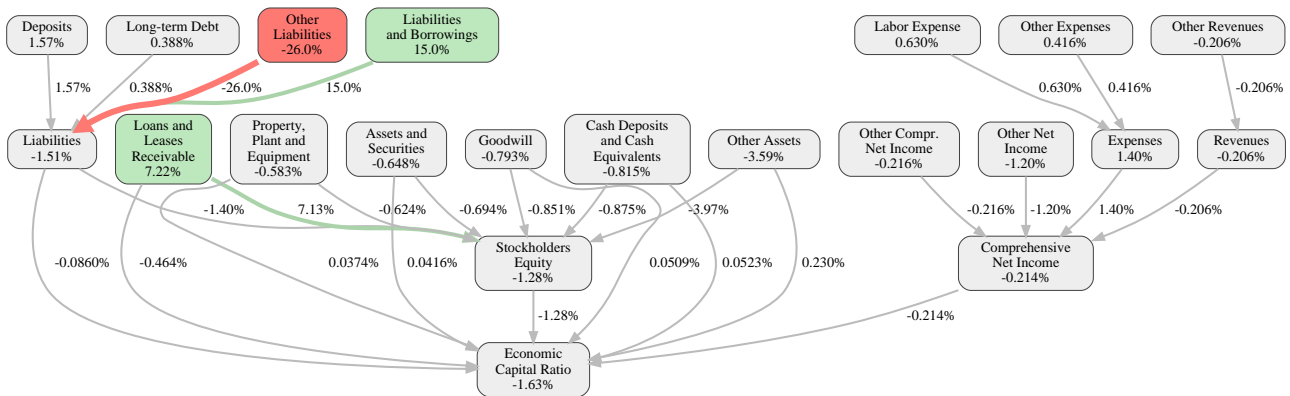 Deposits
1.57%
Long-term Debt
0.388%
Other
Liabilities
-26.0%
Liabilities
and Borrowings
15.0%
Labor Expense
0.630%
Other Expenses
0.416%
Other Revenues
-0.206%
1.57%
0.388%
-26.0%
15.0%
0.630%
0.416%
-0.206%
Liabilities
-1.51%
Loans and
Leases
Receivable
7.22%
Property,
Plant and
Equipment
-0.583%
Assets and
Securities
-0.648%
Goodwill
-0.793%
Cash Deposits
and Cash
Equivalents
-0.815%
Other Assets
-3.59%
Other Compr.
Net Income
-0.216%
Other Net
Income
-1.20%
Expenses
1.40%
Revenues
-0.206%
-1.40%
7.13%
-0.624%
-0.694%
-0.851%
-0.875%
-3.97%
-0.216%
-1.20%
1.40%
-0.206%
-0.0860%
-0.464%
0.0374%
0.0416%
Stockholders
Equity
-1.28%
0.0509%
0.0523%
0.230%
Comprehensive
Net Income
-0.214%
-1.28%
-0.214%
Economic
Capital Ratio
-1.63%